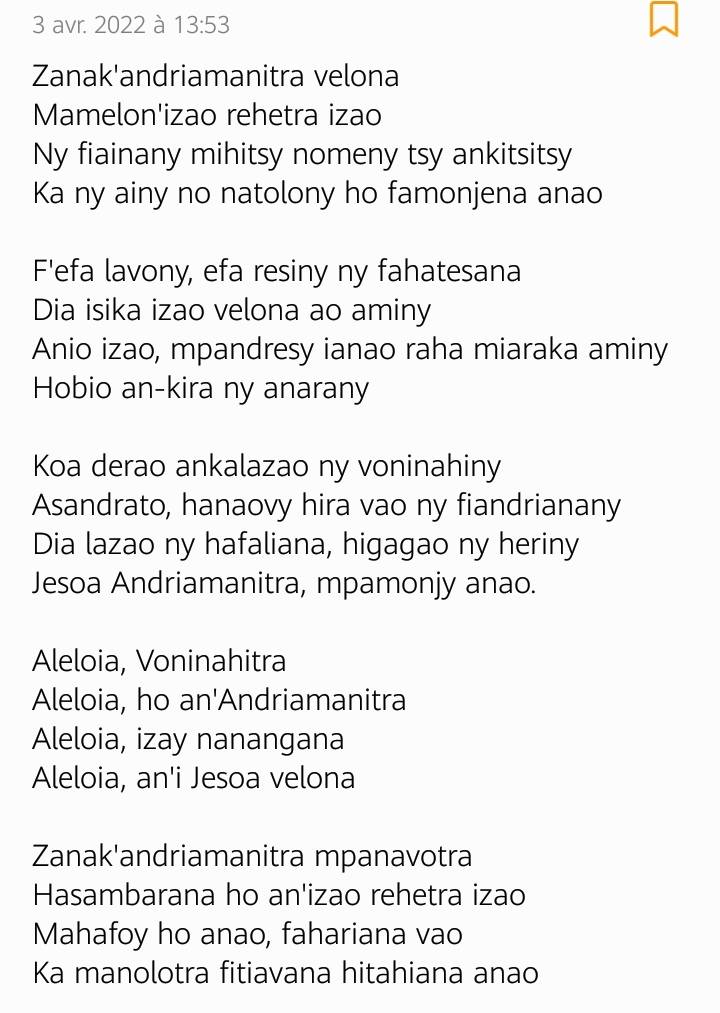 3 avr. 2022 à 13:53
Zanak'andriamanitra velona
Mamelon'izao rehetra izao
Ny fiainany mihitsy nomeny tsy ankitsitsy
Ka ny ainy no natolony ho famonjena anao
F'efa lavony, efa resiny ny fahatesana
Dia isika izao velona ao aminy
Anio izao, mpandresy ianao raha miaraka aminy
Hobio an-kira ny anarany
Koa derao ankalazao ny voninahiny
Asandrato, hanaovy hira vao ny fiandrianany
Dia lazao ny hafaliana, higagao ny heriny
Jesoa Andriamanitra, mpamonjy anao.
Aleloia, Voninahitra
Aleloia, ho an'Andriamanitra
Aleloia, izay nanangana
Aleloia, an'i Jesoa velona
Zanak'andriamanitra mpanavotra
Hasambarana ho an'izao rehetra izao
Mahafoy ho anao, fahariana vao
Ka manolotra fitiavana hitahiana anao